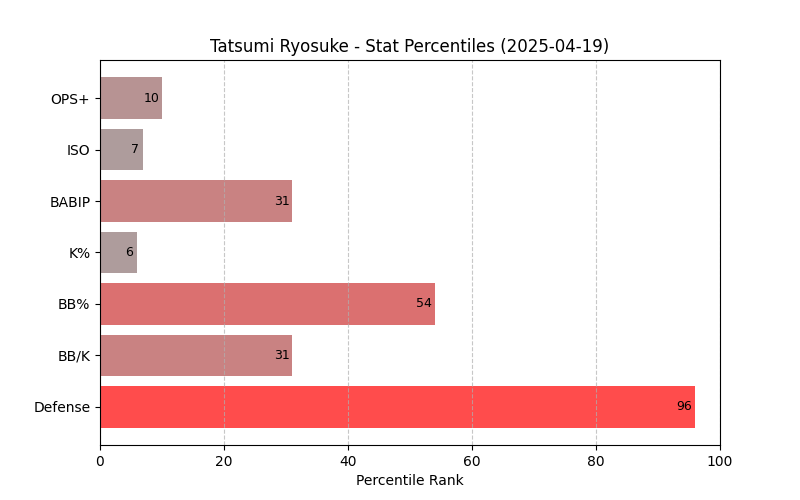 Tatsumi Ryosuke - Stat Percentiles (2025-04-19)
OPS+ 10
ISO 7
BABIP 31
K% 6
BB% 54
BB/K 31
Defense 96
0 20 40 60 80 100
Percentile Rank